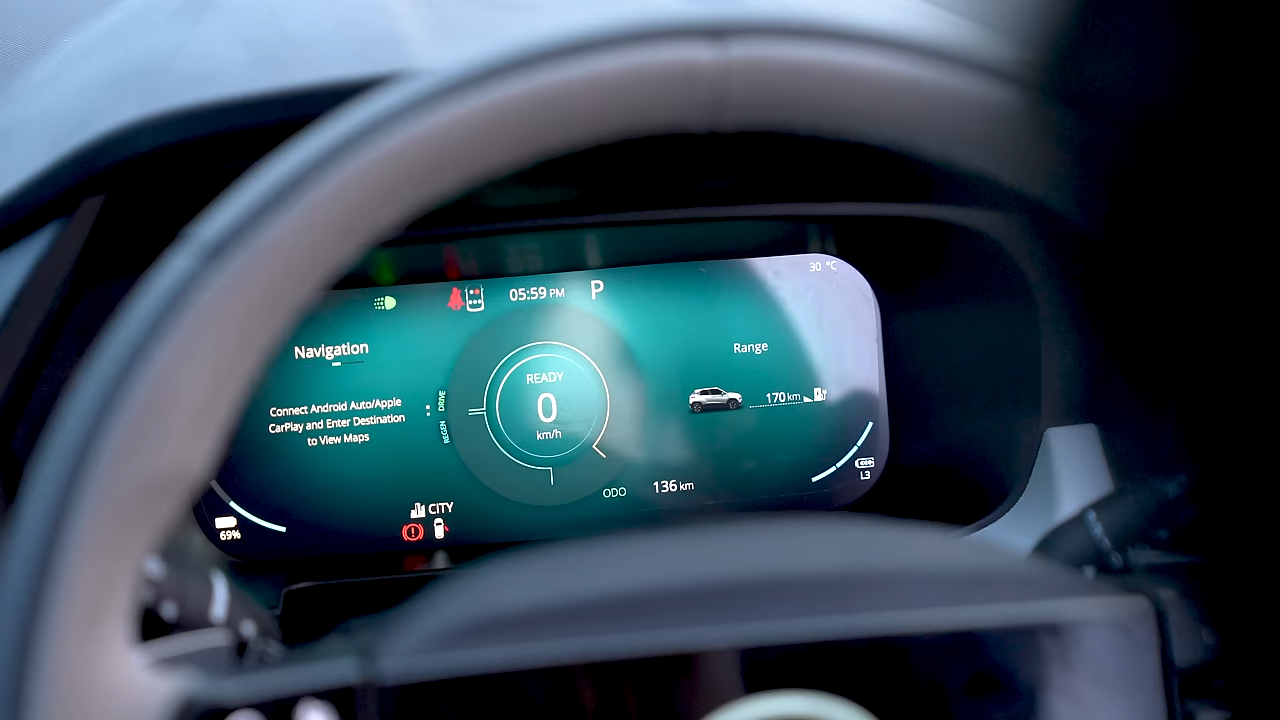 30 °C
05:59 PM
P
Navigation
Range
READY
0
km/h
Connect Android Auto/Apple
CarPlay and Enter Destination
to View Maps
DRIVE
REGEN
170 km
L3
ODO 136 km
CITY
69%